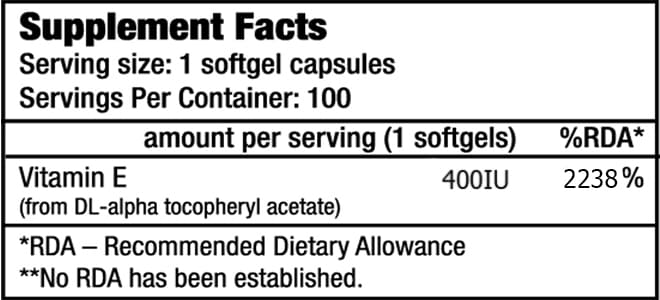 Supplement Facts
Serving size: 1 softgel capsules
Servings Per Container: 100
amount per serving (1 softgels) %RDA*
Vitamin E 400IU 2238%
(from DL-alpha tocopheryl acetate)
*RDA – Recommended Dietary Allowance
**No RDA has been established.